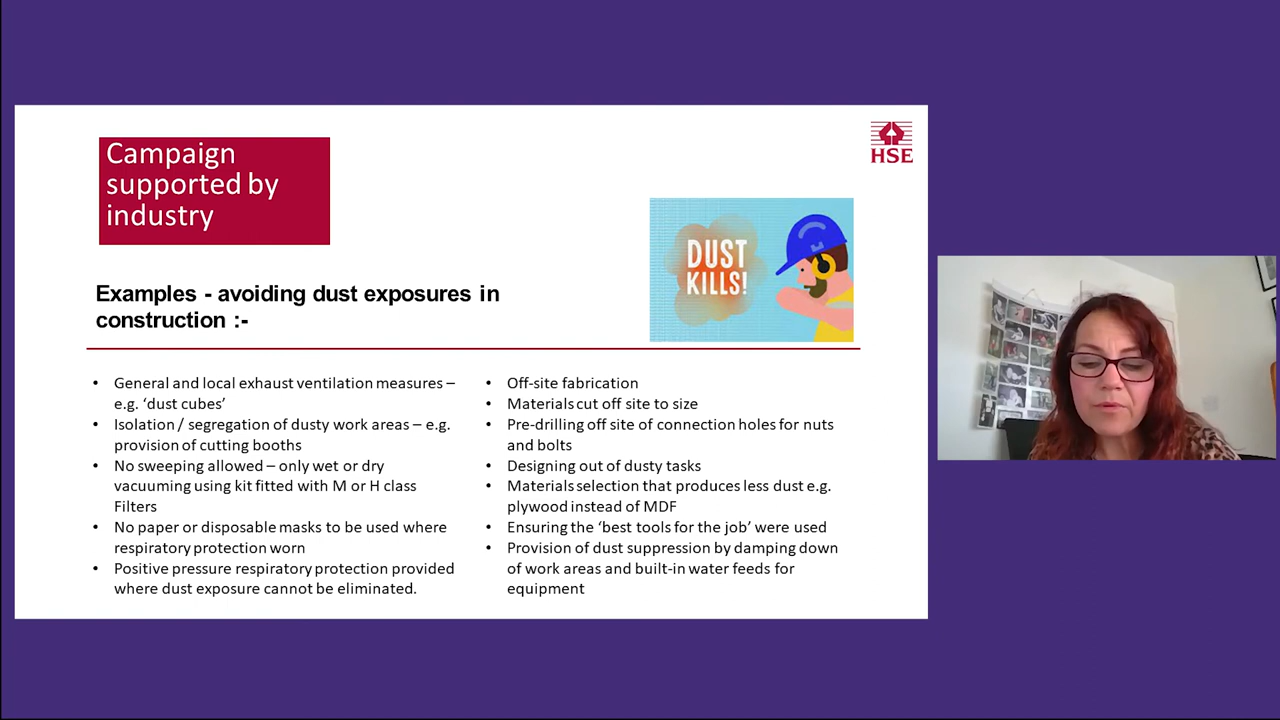 Campaign
supported by
industry
HSE
DUST
KILLS!
Examples - avoiding dust exposures in
construction :-
• General and local exhaust ventilation measures –
e.g. ‘dust cubes’
• Isolation / segregation of dusty work areas – e.g.
provision of cutting booths
• No sweeping allowed – only wet or dry
vacuuming using kit fitted with M or H class
Filters
• No paper or disposable masks to be used where
respiratory protection worn
• Positive pressure respiratory protection provided
where dust exposure cannot be eliminated.
• Off-site fabrication
• Materials cut off site to size
• Pre-drilling off site of connection holes for nuts
and bolts
• Designing out of dusty tasks
• Materials selection that produces less dust e.g.
plywood instead of MDF
• Ensuring the ‘best tools for the job’ were used
• Provision of dust suppression by damping down
of work areas and built-in water feeds for
equipment